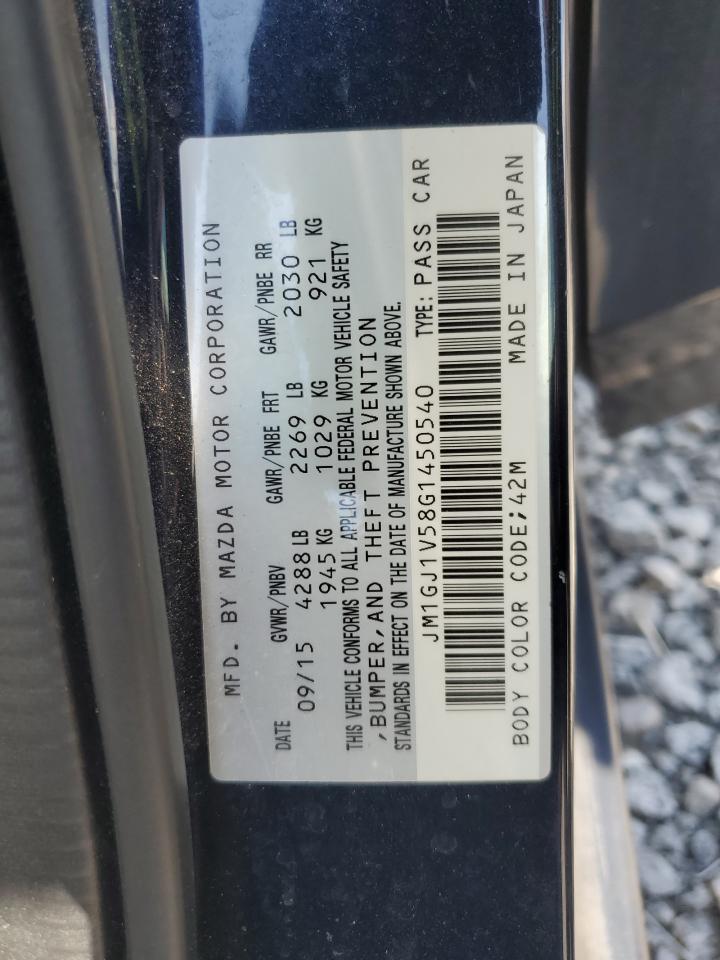 MFD. BY MAZDA MOTOR CORPORATION
DATE GVWR/PNBV GAWR/PNBE FRT GAWR/PNBE RR
09/15 4288 LB 2269 LB 2030 LB
1945 KG 1029 KG 921 KG
THIS VEHICLE CONFORMS TO ALL APPLICABLE FEDERAL MOTOR VEHICLE SAFETY
,BUMPER,AND THEFT PREVENTION
STANDARDS IN EFFECT ON THE DATE OF MANUFACTURE SHOWN ABOVE.
JM1GJ1V58G1450540 TYPE: PASS CAR
BODY COLOR CODE;42M MADE IN JAPAN